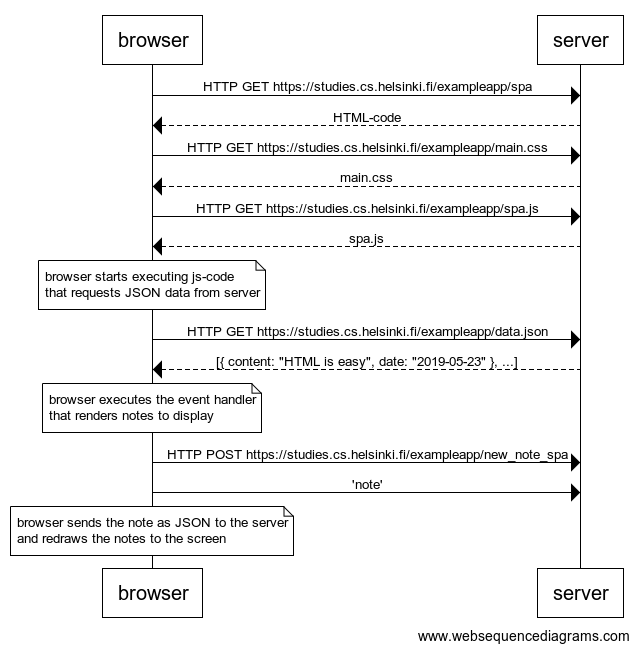 browser
server
HTTP GET https://studies.cs.helsinki.fi/exampleapp/spa
HTML-code
HTTP GET https://studies.cs.helsinki.fi/exampleapp/main.css
main.css
HTTP GET https://studies.cs.helsinki.fi/exampleapp/spa.js
spa.js
browser starts executing js-code
that requests JSON data from server
HTTP GET https://studies.cs.helsinki.fi/exampleapp/data.json
[{ content: "HTML is easy", date: "2019-05-23" }, ...]
browser executes the event handler
that renders notes to display
HTTP POST https://studies.cs.helsinki.fi/exampleapp/new_note_spa
'note'
browser sends the note as JSON to the server
and redraws the notes to the screen
browser
server
www.websequencediagrams.com